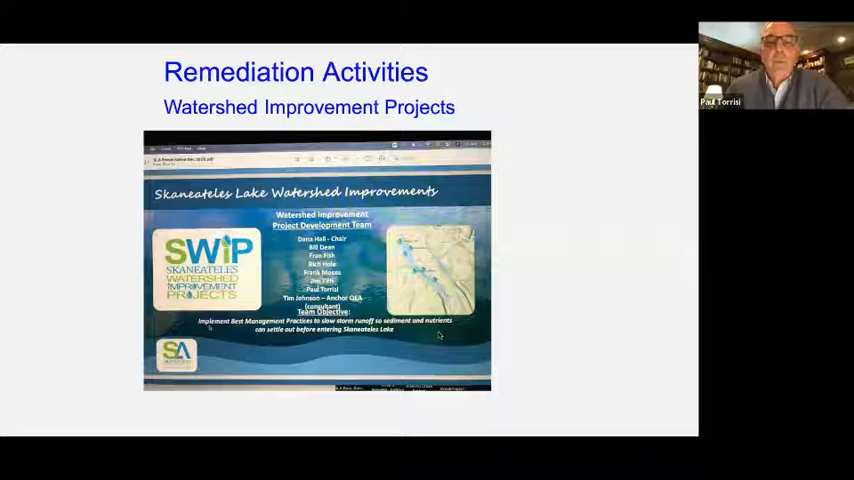 Remediation Activities
Watershed Improvement Projects
Paul Torrisi
Skaneateles Lake Watershed Improvements
Watershed Improvement
Project Development Team
Dana Hall - Chair
Bill Dean
Fran Fish
Rich Hole
Frank Moses
Jim Tifft
Paul Torrisi
Tim Johnson – Anchor QEA
(consultant)
Team Objective:
Implement Best Management Practices to slow storm runoff so sediment and nutrients
can settle out before entering Skaneateles Lake
SWiP
SKANEATELES
WATERSHED
IMPROVEMENT
PROJECTS
SA